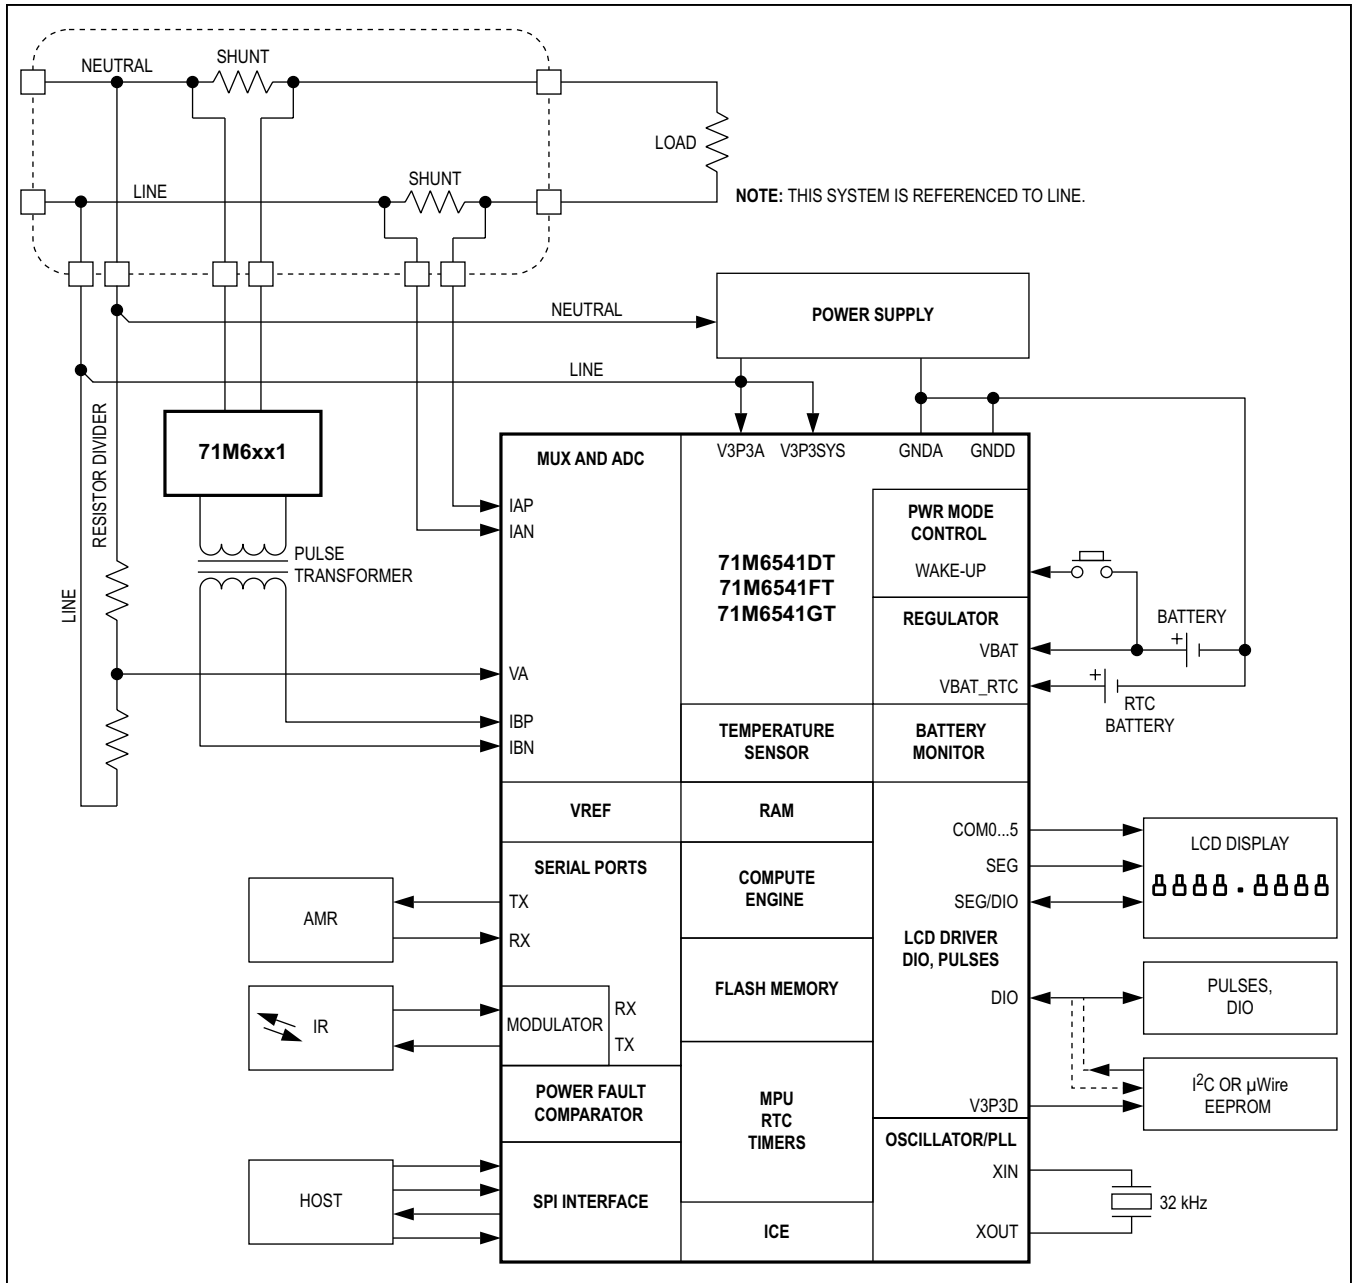 SHUNT
NEUTRAL
LOAD
SHUNT
LINE
NOTE: THIS SYSTEM IS REFERENCED TO LINE.
NEUTRAL
POWER SUPPLY
LINE
RESISTOR DIVIDER
LINE
71M6xx1
PULSE
TRANSFORMER
MUX AND ADC
IAP
IAN
VA
IBP
IBN
V3P3A
V3P3SYS
GNDA
GNDD
71M6541DT
71M6541FT
71M6541GT
PWR MODE
CONTROL
WAKE-UP
REGULATOR
VBAT
VBAT_RTC
BATTERY
+
+
RTC
BATTERY
TEMPERATURE
SENSOR
BATTERY
MONITOR
VREF
RAM
SERIAL PORTS
TX
RX
AMR
COMPUTE
ENGINE
COM0...5
SEG
SEG/DIO
LCD DRIVER
DIO, PULSES
LCD DISPLAY
8888.8888
FLASH MEMORY
DIO
PULSES,
DIO
IR
MODULATOR
RX
TX
POWER FAULT
COMPARATOR
MPU
RTC
TIMERS
V3P3D
I2C OR µWire
EEPROM
OSCILLATOR/PLL
XIN
XOUT
32 kHz
HOST
SPI INTERFACE
ICE